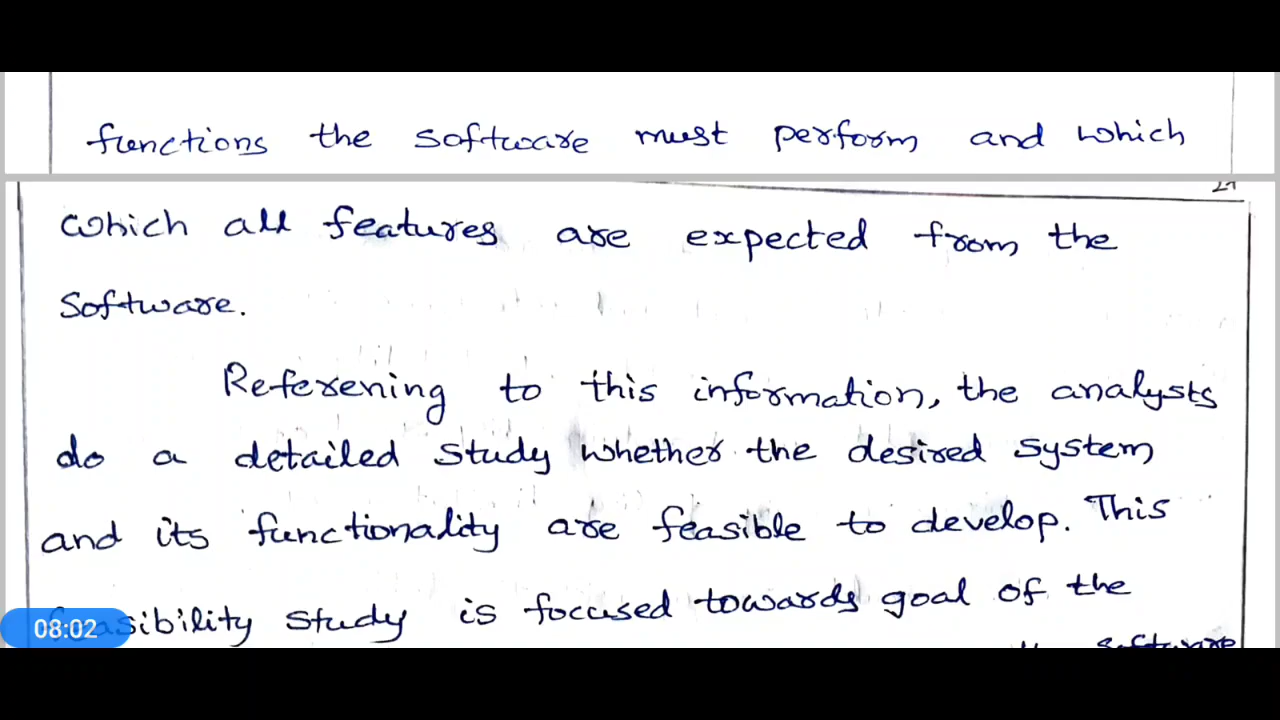 functions the software must perform and which
which all features are expected from the
software.
Referening to this information, the analysts
do a detailed study whether the desired system
and its functionality are feasible to develop. This
study is focused towards goal of the
software
08:02